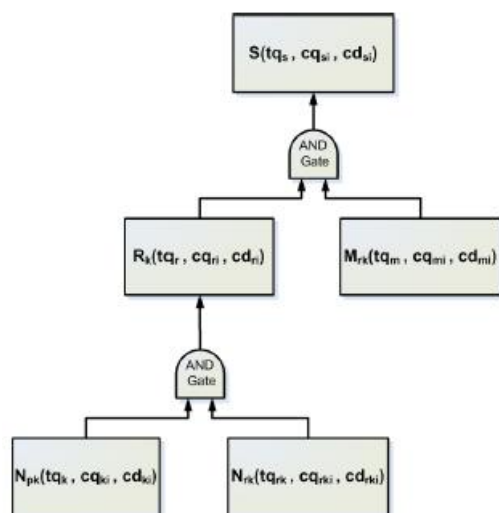 S(tqₛ , cqₛᵢ , cdₛᵢ)
AND
Gate
Rₖ(tqᵣ , cqᵣᵢ , cdᵣᵢ)
Mᵣₖ(tqₘ , cqₘᵢ , cdₘᵢ)
AND
Gate
Nₚₖ(tqₖ , cqₖᵢ , cdₖᵢ)
Nᵣₖ(tqᵣₖ , cqᵣₖᵢ , cdᵣₖᵢ)